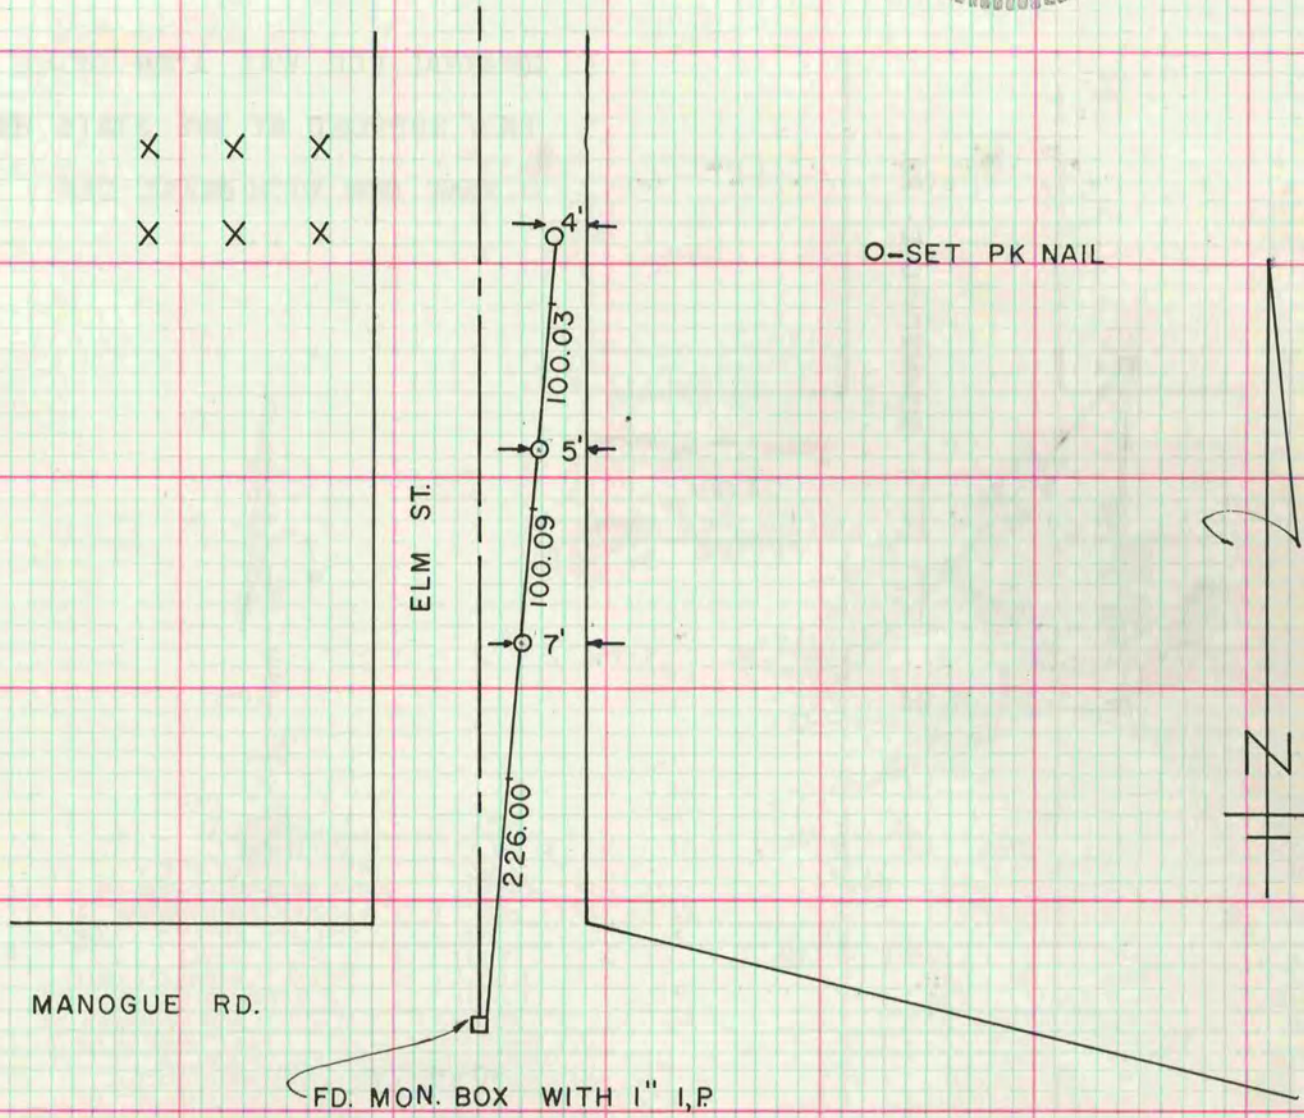 X X X
X X X
4'
O-SET PK NAIL
100.03'
5'
ELM ST.
100.09'
7'
N
226.00'
MANOGUE RD.
FD. MON. BOX WITH 1" I.P.